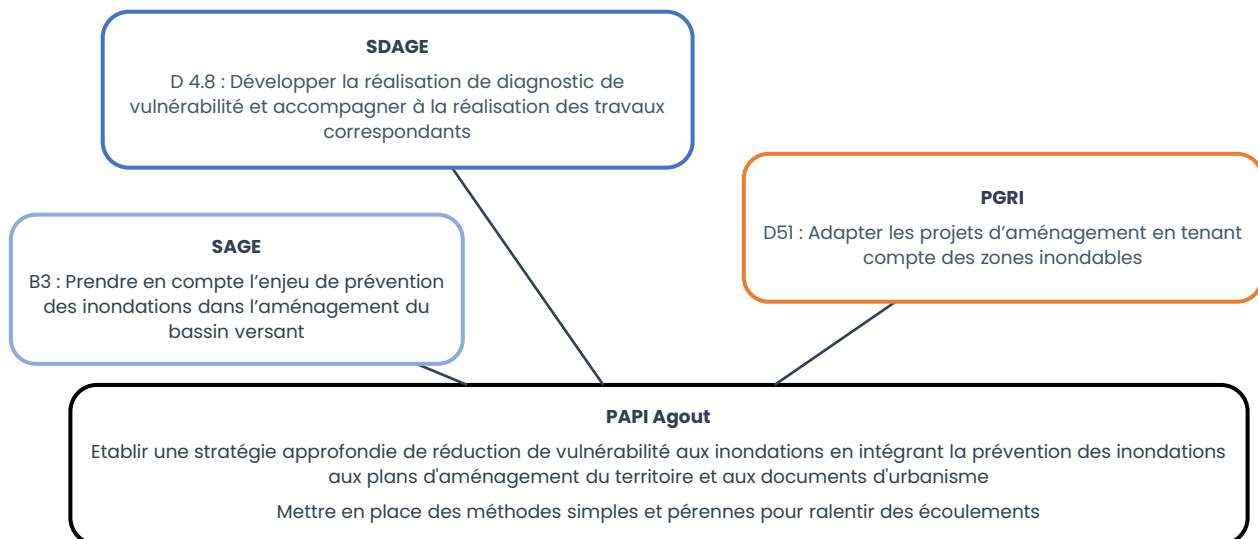 SDAGE
D 4.8 : Développer la réalisation de diagnostic de
vulnérabilité et accompagner à la réalisation des travaux
correspondants
PGRI
D51 : Adapter les projets d’aménagement en tenant
compte des zones inondables
SAGE
B3 : Prendre en compte l’enjeu de prévention
des inondations dans l’aménagement du
bassin versant
PAPI Agout
Etablir une stratégie approfondie de réduction de vulnérabilité aux inondations en intégrant la prévention des inondations
aux plans d'aménagement du territoire et aux documents d'urbanisme
Mettre en place des méthodes simples et pérennes pour ralentir des écoulements